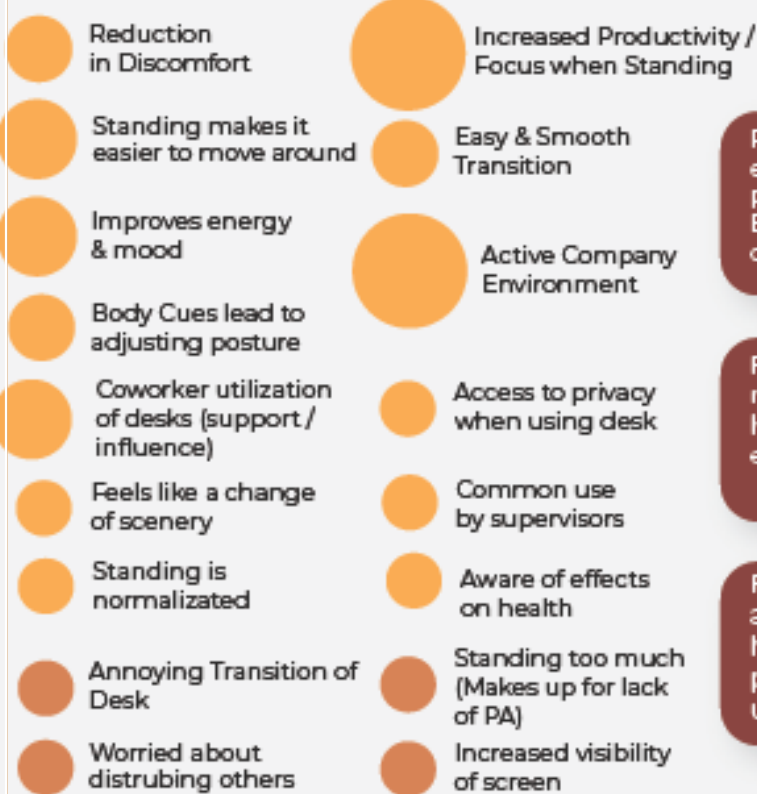 Reduction
in Discomfort
Standing makes it
easier to move around
Improves energy
& mood
Body Cues lead to
adjusting posture
Coworker utilization
of desks (support /
influence)
Feels like a change
of scenery
Standing is
normalizated
Annoying Transition of
Desk
Worried about
distrubing others
Increased Productivity /
Focus when Standing
Easy & Smooth
Transition
Active Company
Environment
Access to privacy
when using desk
Common use
by supervisors
Aware of effects
on health
Standing too much
(Makes up for lack
of PA)
Increased visibility
of screen